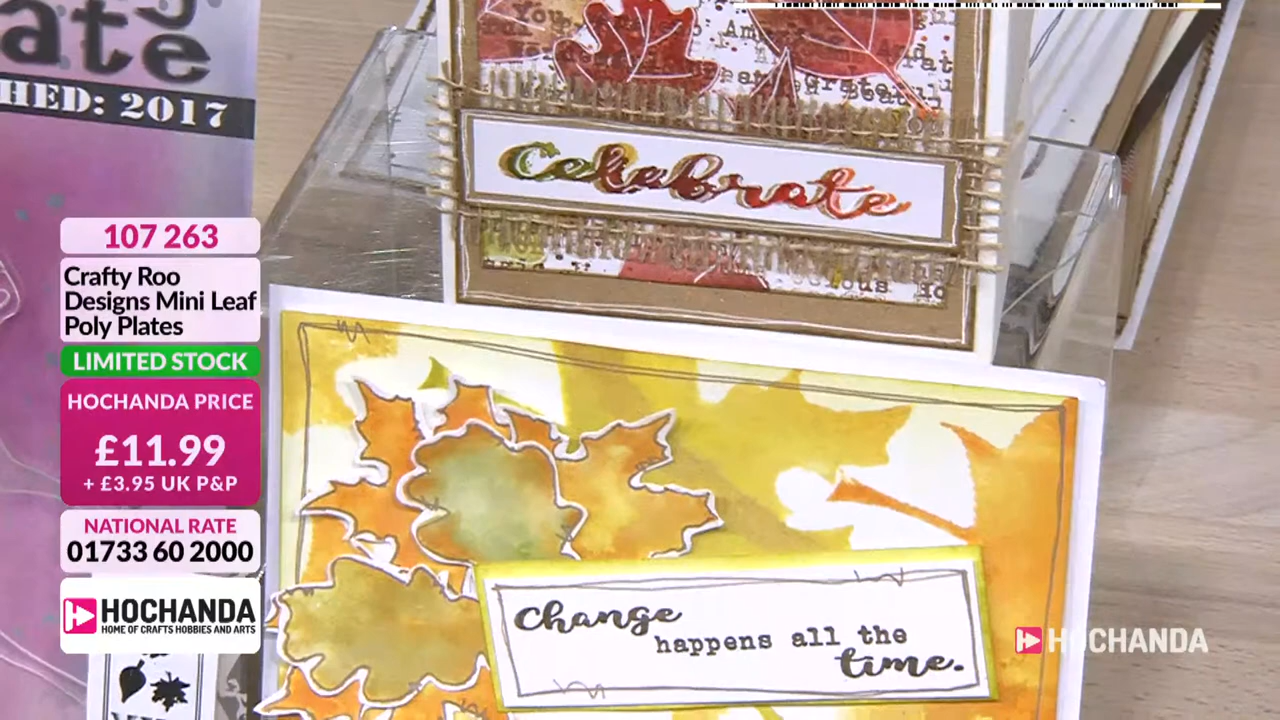 ate
HED: 2017
Celebrate
107 263
Crafty Roo
Designs Mini Leaf
Poly Plates
LIMITED STOCK
HOCHANDA PRICE
£11.99
+ £3.95 UK P&P
NATIONAL RATE
01733 60 2000
HOCHANDA
HOME OF CRAFTS HOBBIES AND ARTS
Change
happens all the
time.
HOCHANDA